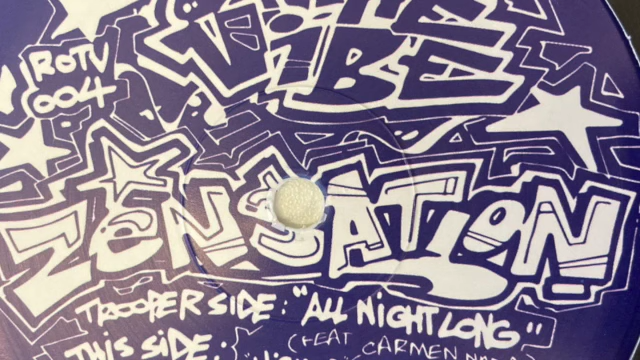 ViBE
ROTV
004
ZENSATION
TROOPER SIDE: "ALL NiGHT LONG"
(FEAT CARMEN
THiS SiDE: